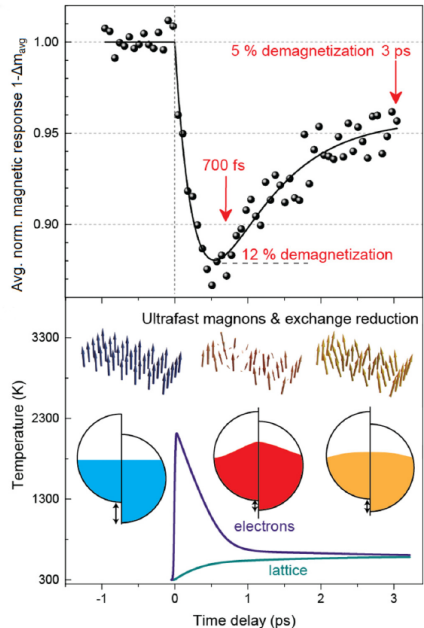 Avg. norm. magnetic response 1-Δm_avg
1.00
0.95
0.90
5 % demagnetization 3 ps
700 fs
12 % demagnetization
Ultrafast magnons & exchange reduction
Temperature (K)
3300
2300
1300
300
electrons
lattice
-1
0
1
2
3
Time delay (ps)